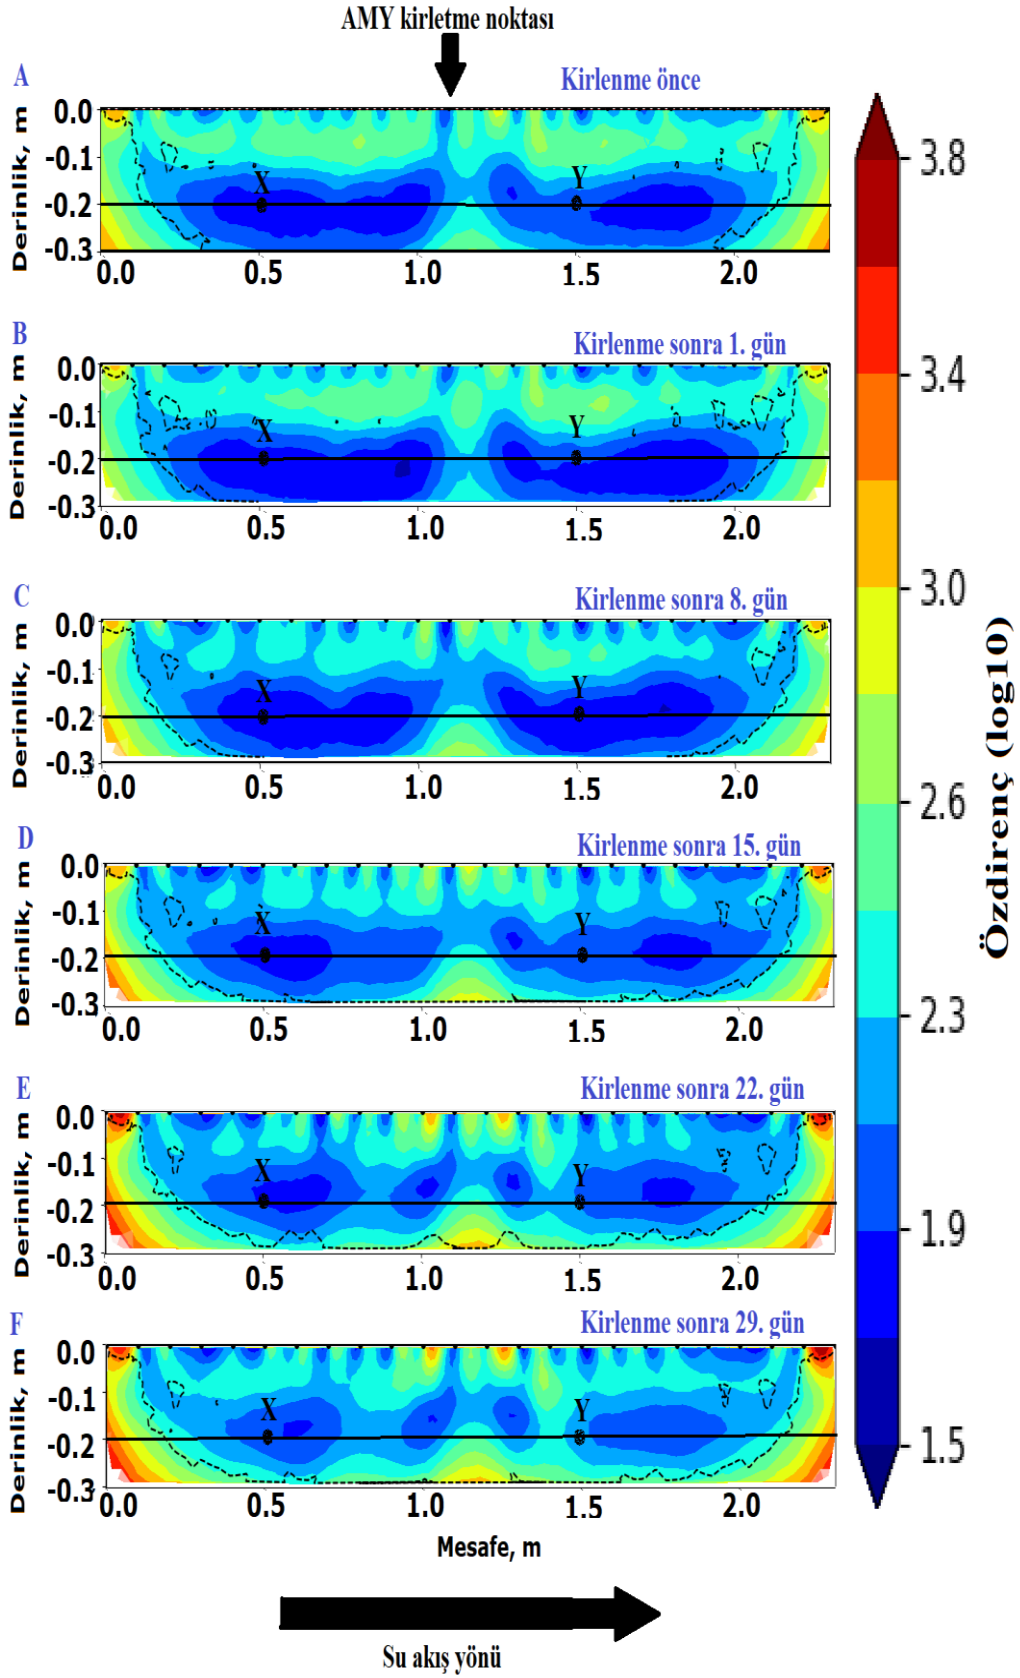 AMY kirletme noktası
A
Kirlenme önce
Derinlik, m
0.0
-0.1
-0.2
-0.3
X
Y
0.0 0.5 1.0 1.5 2.0
B
Kirlenme sonra 1. gün
Derinlik, m
0.0
-0.1
-0.2
-0.3
X
Y
0.0 0.5 1.0 1.5 2.0
C
Kirlenme sonra 8. gün
Derinlik, m
0.0
-0.1
-0.2
-0.3
X
Y
0.0 0.5 1.0 1.5 2.0
D
Kirlenme sonra 15. gün
Derinlik, m
0.0
-0.1
-0.2
-0.3
X
Y
0.0 0.5 1.0 1.5 2.0
E
Kirlenme sonra 22. gün
Derinlik, m
0.0
-0.1
-0.2
-0.3
X
Y
0.0 0.5 1.0 1.5 2.0
F
Kirlenme sonra 29. gün
Derinlik, m
0.0
-0.1
-0.2
-0.3
X
Y
0.0 0.5 1.0 1.5 2.0
Mesafe, m
Su akış yönü
3.8
3.4
3.0
2.6
2.3
1.9
1.5
Özdirenç (log10)